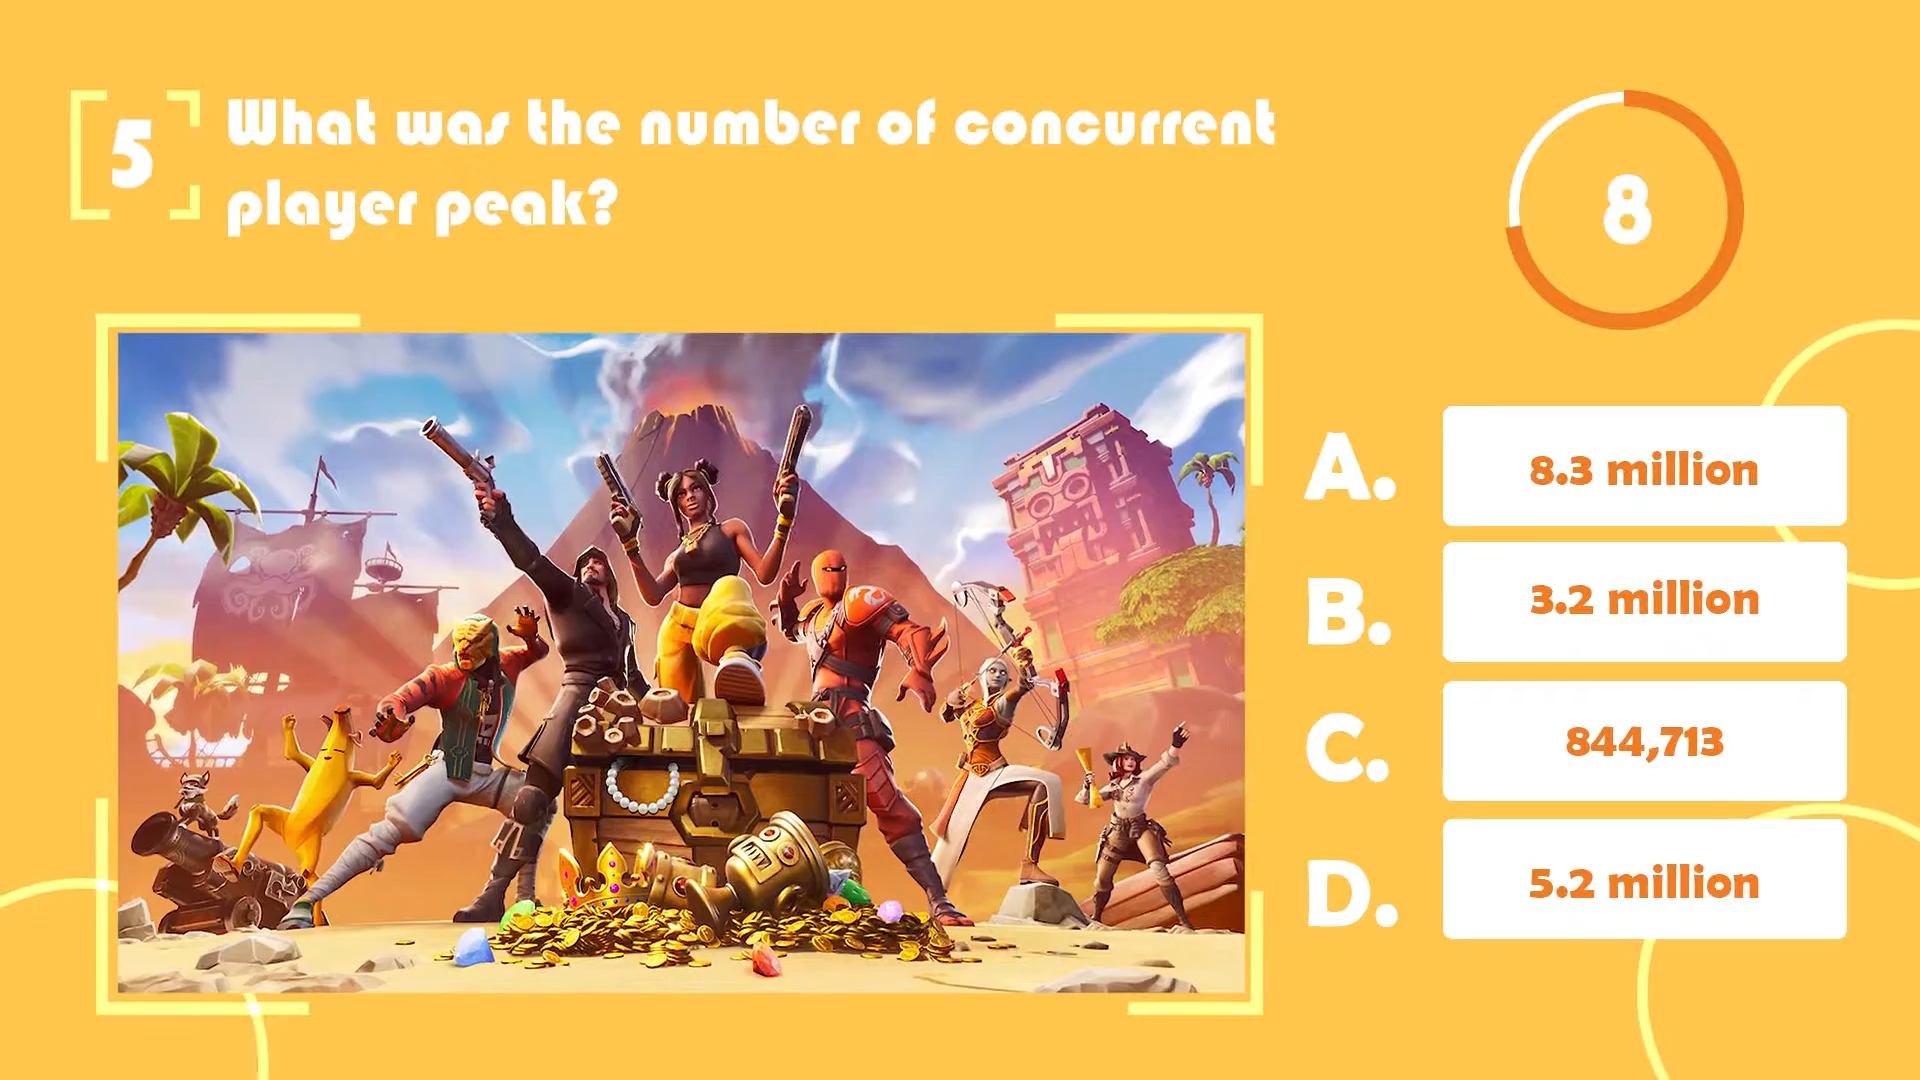 5
What was the number of concurrent
player peak?
8
A.
8.3 million
B.
3.2 million
C.
844,713
D.
5.2 million